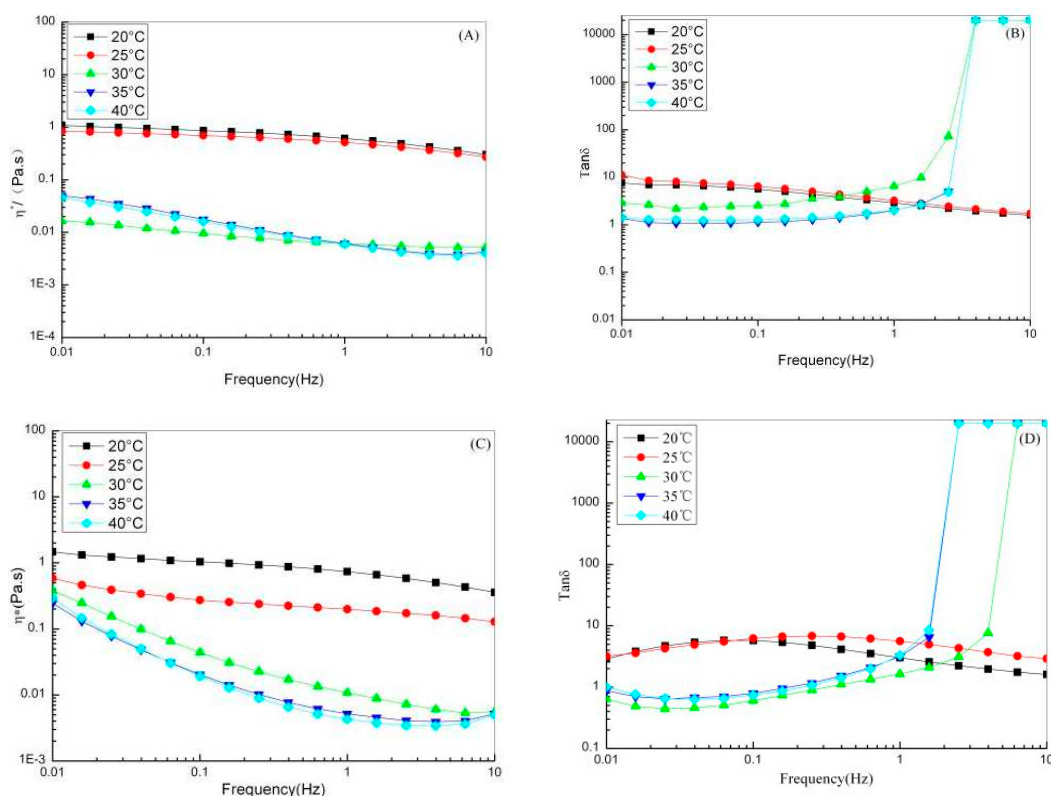 (A)
20°C
25°C
30°C
35°C
40°C
100
10
1
0.1
0.01
1E-3
1E-4
η*/ (Pa.s)
0.01
0.1
1
10
Frequency(Hz)
(B)
20°C
25°C
30°C
35°C
40°C
10000
1000
100
10
1
0.1
0.01
Tanδ
0.01
0.1
1
10
Frequency(Hz)
(C)
20°C
25°C
30°C
35°C
40°C
100
10
1
0.1
0.01
1E-3
η*(Pa.s)
0.01
0.1
1
10
Frequency(Hz)
(D)
20℃
25℃
30℃
35℃
40℃
10000
1000
100
10
1
0.1
Tanδ
0.01
0.1
1
10
Frequency(Hz)